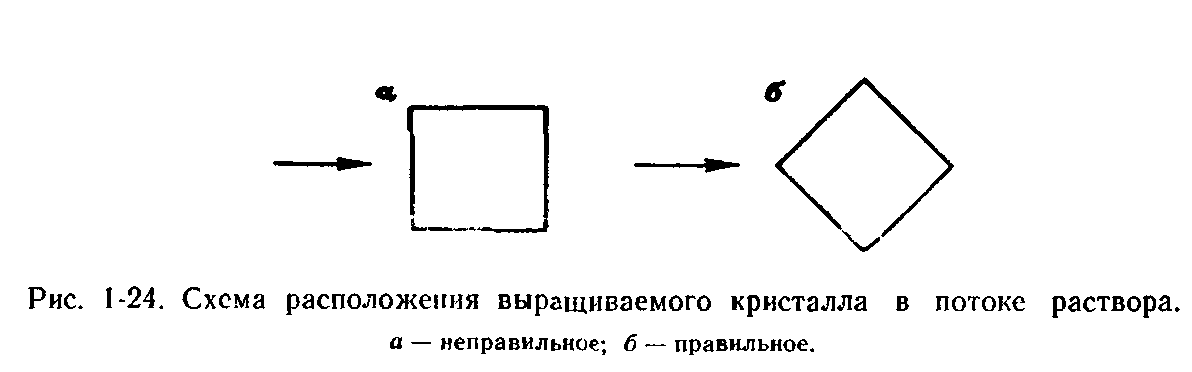 а
б
Рис. 1-24. Схема расположения выращиваемого кристалла в потоке раствора.
а — неправильное; б — правильное.